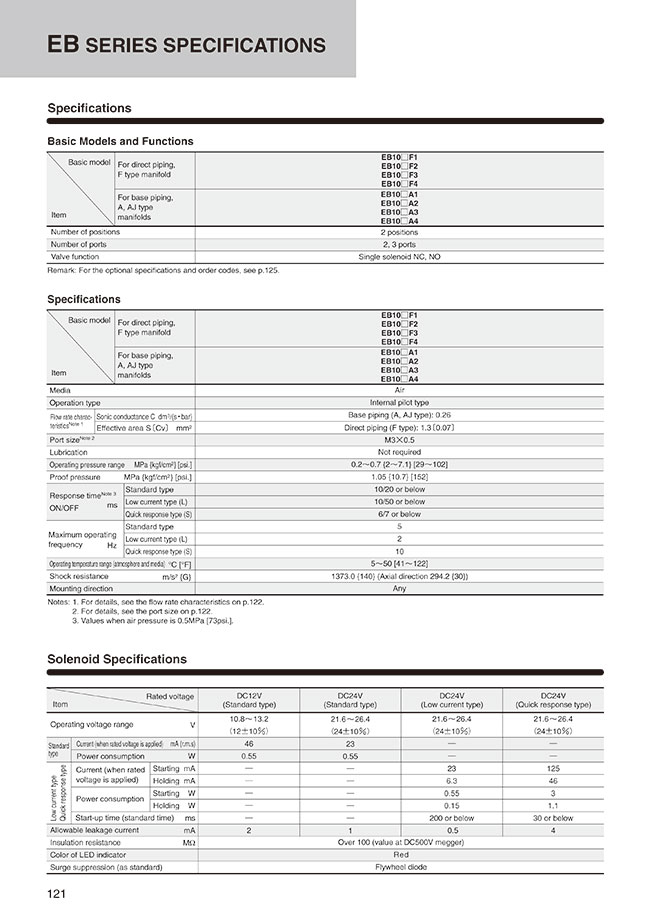 EB SERIES SPECIFICATIONS
Specifications
Basic Models and Functions
Basic model
Item
For direct piping,
F type manifold
EB10□F1
EB10□F2
EB10□F3
EB10□F4
For base piping,
A, AJ type
manifolds
EB10□A1
EB10□A2
EB10□A3
EB10□A4
Number of positions 2 positions
Number of ports 2, 3 ports
Valve function Single solenoid NC, NO
Remark: For the optional specifications and order codes, see p.125.
Specifications
Basic model
Item
For direct piping,
F type manifold
EB10□F1
EB10□F2
EB10□F3
EB10□F4
For base piping,
A, AJ type
manifolds
EB10□A1
EB10□A2
EB10□A3
EB10□A4
Media Air
Operation type Internal pilot type
Flow rate charac-
teristics Note 1
Sonic conductance C dm³/(s•bar) Base piping (A, AJ type): 0.26
Effective area S〔Cv〕 mm² Direct piping (F type): 1.3〔0.07〕
Port size Note 2 M3×0.5
Lubrication Not required
Operating pressure range MPa {kgf/cm²} [psi.] 0.2～0.7 {2～7.1} [29～102]
Proof pressure MPa {kgf/cm²} [psi.] 1.05 {10.7} [152]
Response time Note 3
ON/OFF ms
Standard type 10/20 or below
Low current type (L) 10/50 or below
Quick response type (S) 6/7 or below
Maximum operating
frequency Hz
Standard type 5
Low current type (L) 2
Quick response type (S) 10
Operating temperature range (atmosphere and media) °C [°F] 5～50 [41～122]
Shock resistance m/s² {G} 1373.0 {140} (Axial direction 294.2 {30})
Mounting direction Any
Notes: 1. For details, see the flow rate characteristics on p.122.
2. For details, see the port size on p.122.
3. Values when air pressure is 0.5MPa [73psi.].
Solenoid Specifications
Rated voltage
Item
DC12V
(Standard type)
DC24V
(Standard type)
DC24V
(Low current type)
DC24V
(Quick response type)
Operating voltage range V
10.8～13.2 21.6～26.4 21.6～26.4 21.6～26.4
(12±10%) (24±10%) (24±10%) (24±10%)
Standard
type
Current (when rated voltage is applied) mA (r.m.s) 46 23 — —
Power consumption W 0.55 0.55 — —
Low current type
Quick response type
Current (when rated
voltage is applied)
Starting mA — — 23 125
Holding mA — — 6.3 46
Power consumption
Starting W — — 0.55 3
Holding W — — 0.15 1.1
Start-up time (standard time) ms — — 200 or below 30 or below
Allowable leakage current mA 2 1 0.5 4
Insulation resistance MΩ Over 100 (value at DC500V megger)
Color of LED indicator Red
Surge suppression (as standard) Flywheel diode
121